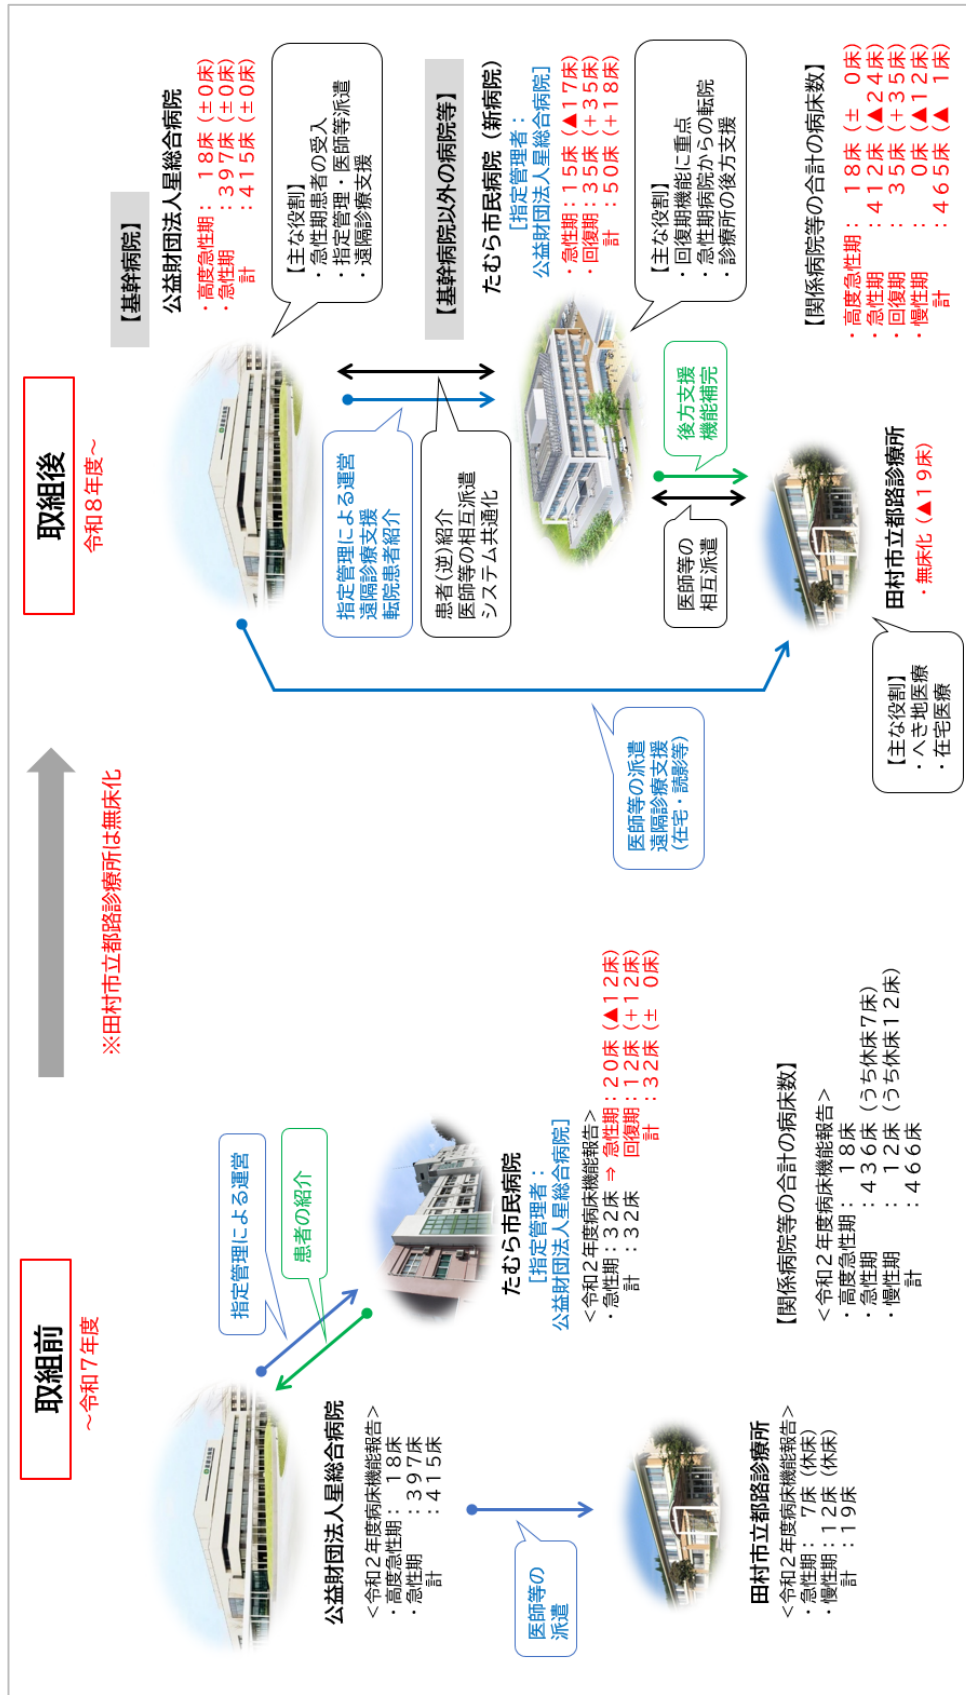 取組前
～令和７年度
公益財団法人星総合病院
＜令和２年度病床機能報告＞
・高度急性期：１８床
・急性期　　：３９７床
計　　：４１５床
指定管理による運営
患者の紹介
たむら市民病院
［指定管理者：
公益財団法人星総合病院］
＜令和２年度病床機能報告＞
・急性期：３２床 ⇒ 急性期：２０床（▲１２床）
回復期：１２床（＋１２床）
計　：３２床　計　：３２床（± ０床）
医師等の
派遣
田村市立都路診療所
＜令和２年度病床機能報告＞
・急性期： ７床（休床）
・慢性期：１２床（休床）
計　：１９床
【関係病院等の合計の病床数】
＜令和２年度病床機能報告＞
・高度急性期： １８床
・急性期　　：４３６床（うち休床７床）
・慢性期　　： １２床（うち休床１２床）
計　　：４６６床
※田村市立都路診療所は無床化
取組後
令和８年度～
【基幹病院】
公益財団法人星総合病院
・高度急性期： １８床（±０床）
・急性期　　：３９７床（±０床）
計　　：４１５床（±０床）
【主な役割】
・急性期患者の受入
・指定管理・医師等派遣
・遠隔診療支援
指定管理による運営
遠隔診療支援
転院患者紹介
患者（逆）紹介
医師等の相互派遣
システム共通化
【基幹病院以外の病院等】
たむら市民病院（新病院）
［指定管理者：
公益財団法人星総合病院］
・急性期：１５床（▲１７床）
・回復期：３５床（＋３５床）
計　：５０床（＋１８床）
【主な役割】
・回復期機能に重点
・急性期病院からの転院
・診療所の後方支援
医師等の派遣
遠隔診療支援
（在宅・読影等）
医師等の
相互派遣
後方支援
機能補完
田村市立都路診療所
・無床化（▲１９床）
【主な役割】
・へき地医療
・在宅医療
【関係病院等の合計の病床数】
・高度急性期： １８床（± ０床）
・急性期　　：４１２床（▲２４床）
・回復期　　： ３５床（＋３５床）
・慢性期　　： ０床（▲１２床）
計　　：４６５床（▲ １床）